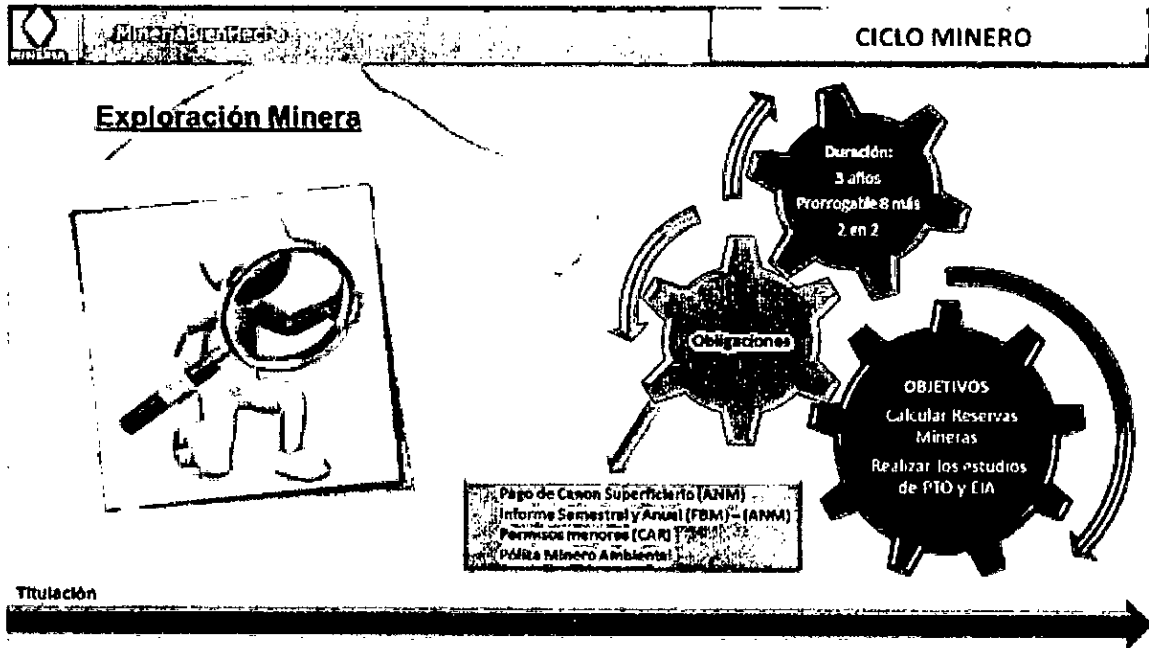 MineríaBienHecha
CICLO MINERO
MINERÍA
Exploración Minera
Duración:
3 años
Prorrogable 8 más
2 en 2
Obligaciones
OBJETIVOS
Calcular Reservas
Mineras
Realizar los estudios
de PTO y EIA
Pago de Canon Superficiario (ANM)
Informe Semestral y Anual (FBM) – (ANM)
Permisos menores (CAR)
Póliza Minero Ambiental
Titulación